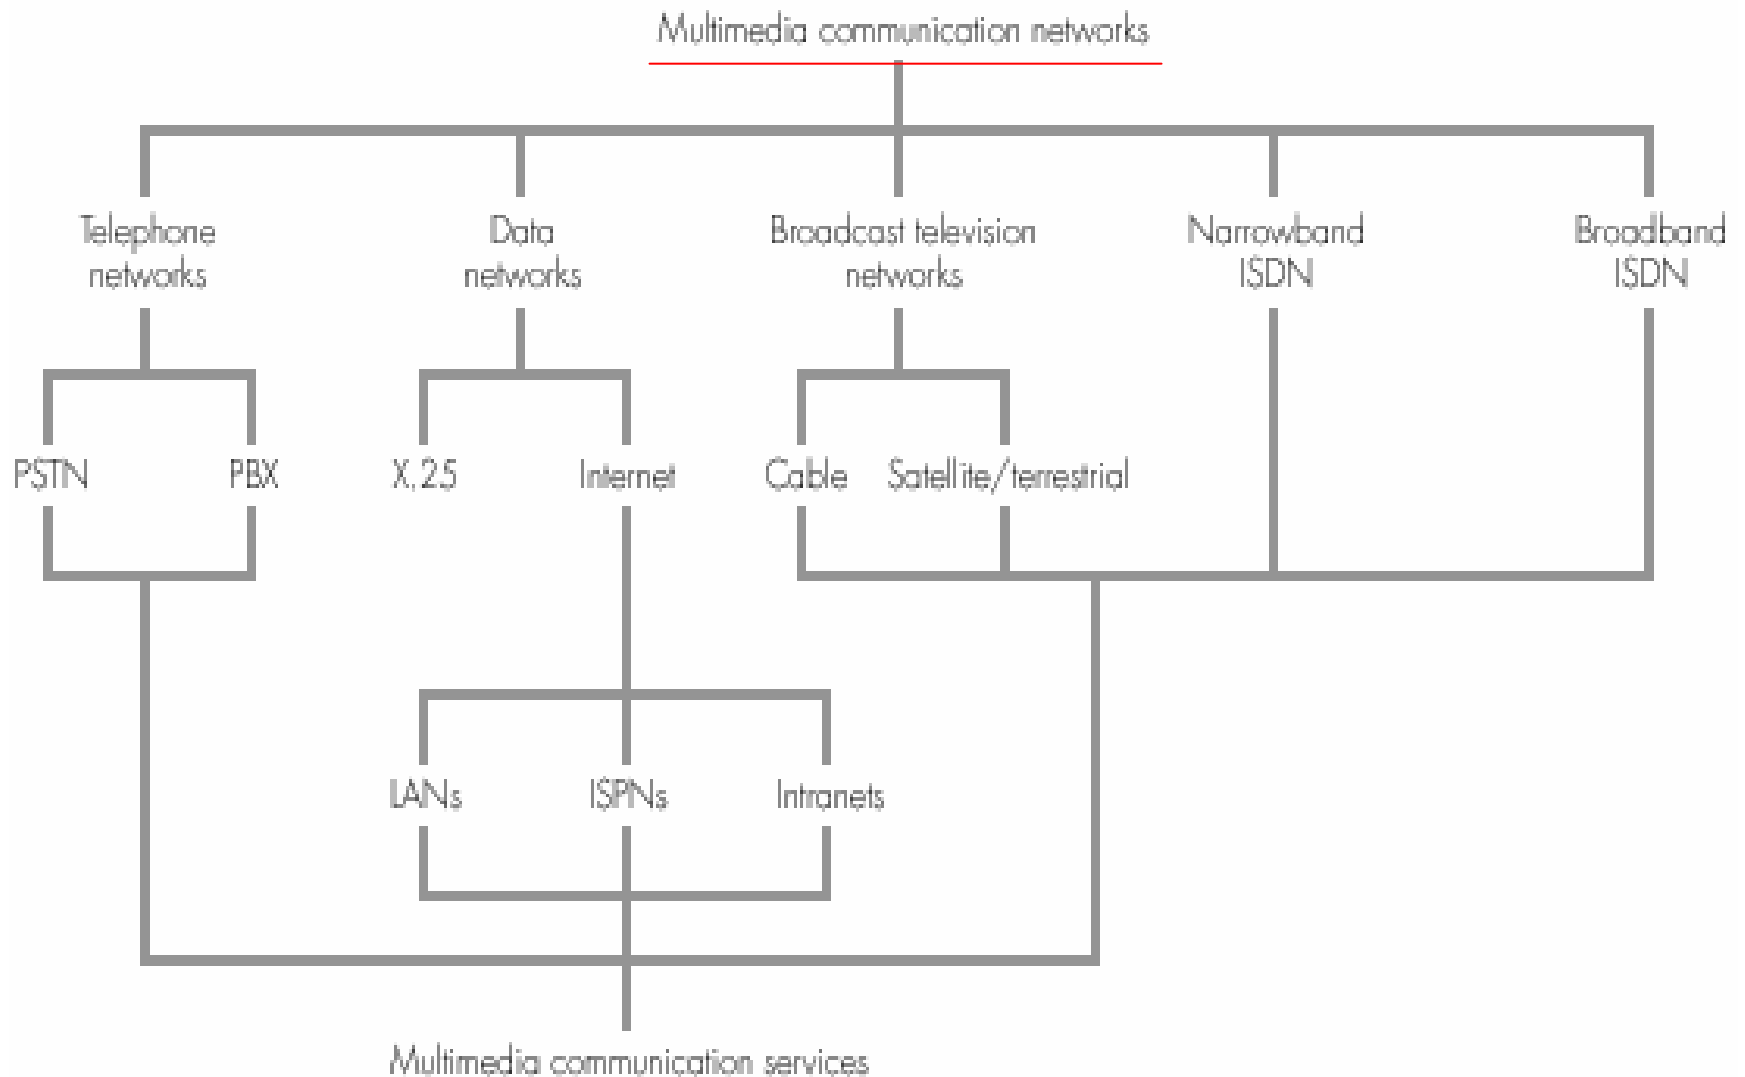 Multimedia communication networks
Telephone
networks
Data
networks
Broadcast television
networks
Narrowband
ISDN
Broadband
ISDN
PSTN
PBX
X.25
Internet
Cable
Satellite/terrestrial
LANs
ISPNs
Intranets
Multimedia communication services